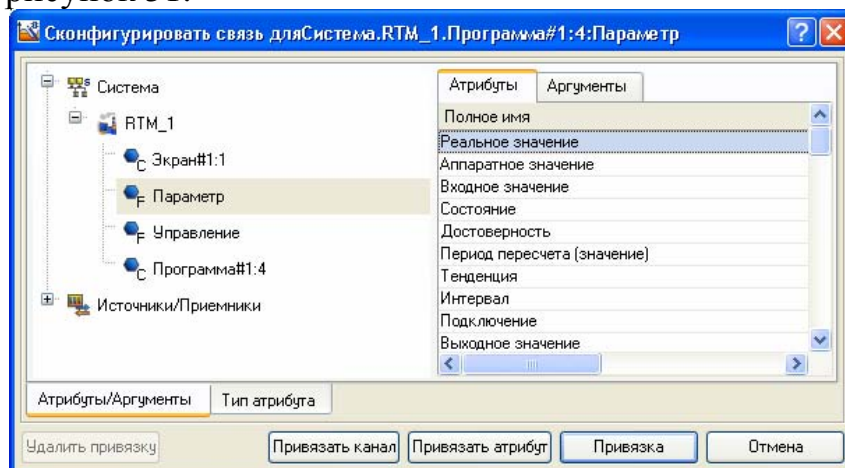 рисунок 51.
Сконфигурировать связь дляСистема.RTM_1.Программа#1:4:Параметр
Система
RTM_1
Экран#1:1
Параметр
Управление
Программа#1:4
Источники/Приемники
Атрибуты Аргументы
Полное имя
Реальное значение
Аппаратное значение
Входное значение
Состояние
Достоверность
Период пересчета (значение)
Тенденция
Интервал
Подключение
Выходное значение
Атрибуты/Аргументы Тип атрибута
Удалить привязку Привязать канал Привязать атрибут Привязка Отмена